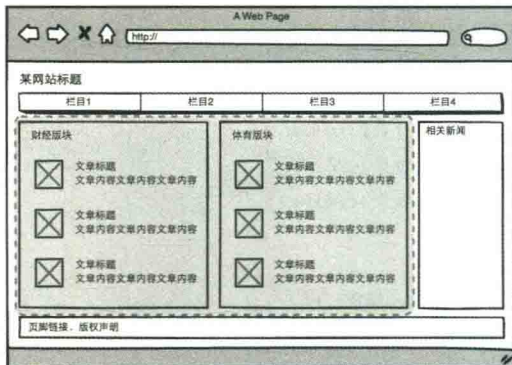 A Web Page
http://
某网站标题
栏目1
栏目2
栏目3
栏目4
财经版块
文章标题
文章内容文章内容文章内容
文章标题
文章内容文章内容文章内容
文章标题
文章内容文章内容文章内容
体育版块
文章标题
文章内容文章内容文章内容
文章标题
文章内容文章内容文章内容
文章标题
文章内容文章内容文章内容
相关新闻
页脚链接、版权声明